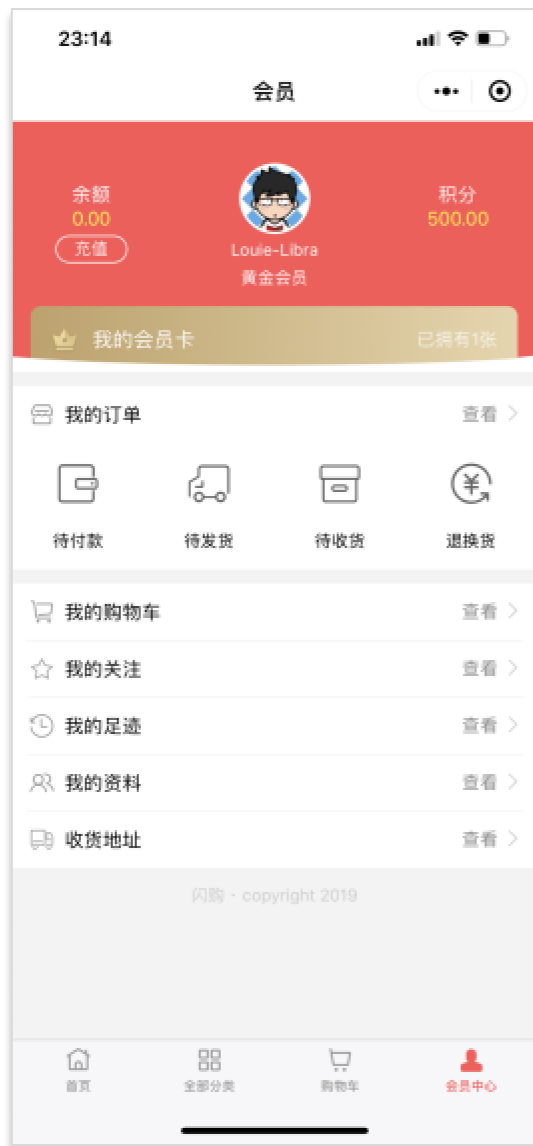 23:14
会员
余额
0.00
充值
Louie-Libra
黄金会员
积分
500.00
我的会员卡 已拥有1张
我的订单 查看
待付款 待发货 待收货 退换货
我的购物车 查看
我的关注 查看
我的足迹 查看
我的资料 查看
收货地址 查看
闪购 · copyright 2019
首页 全部分类 购物车 会员中心